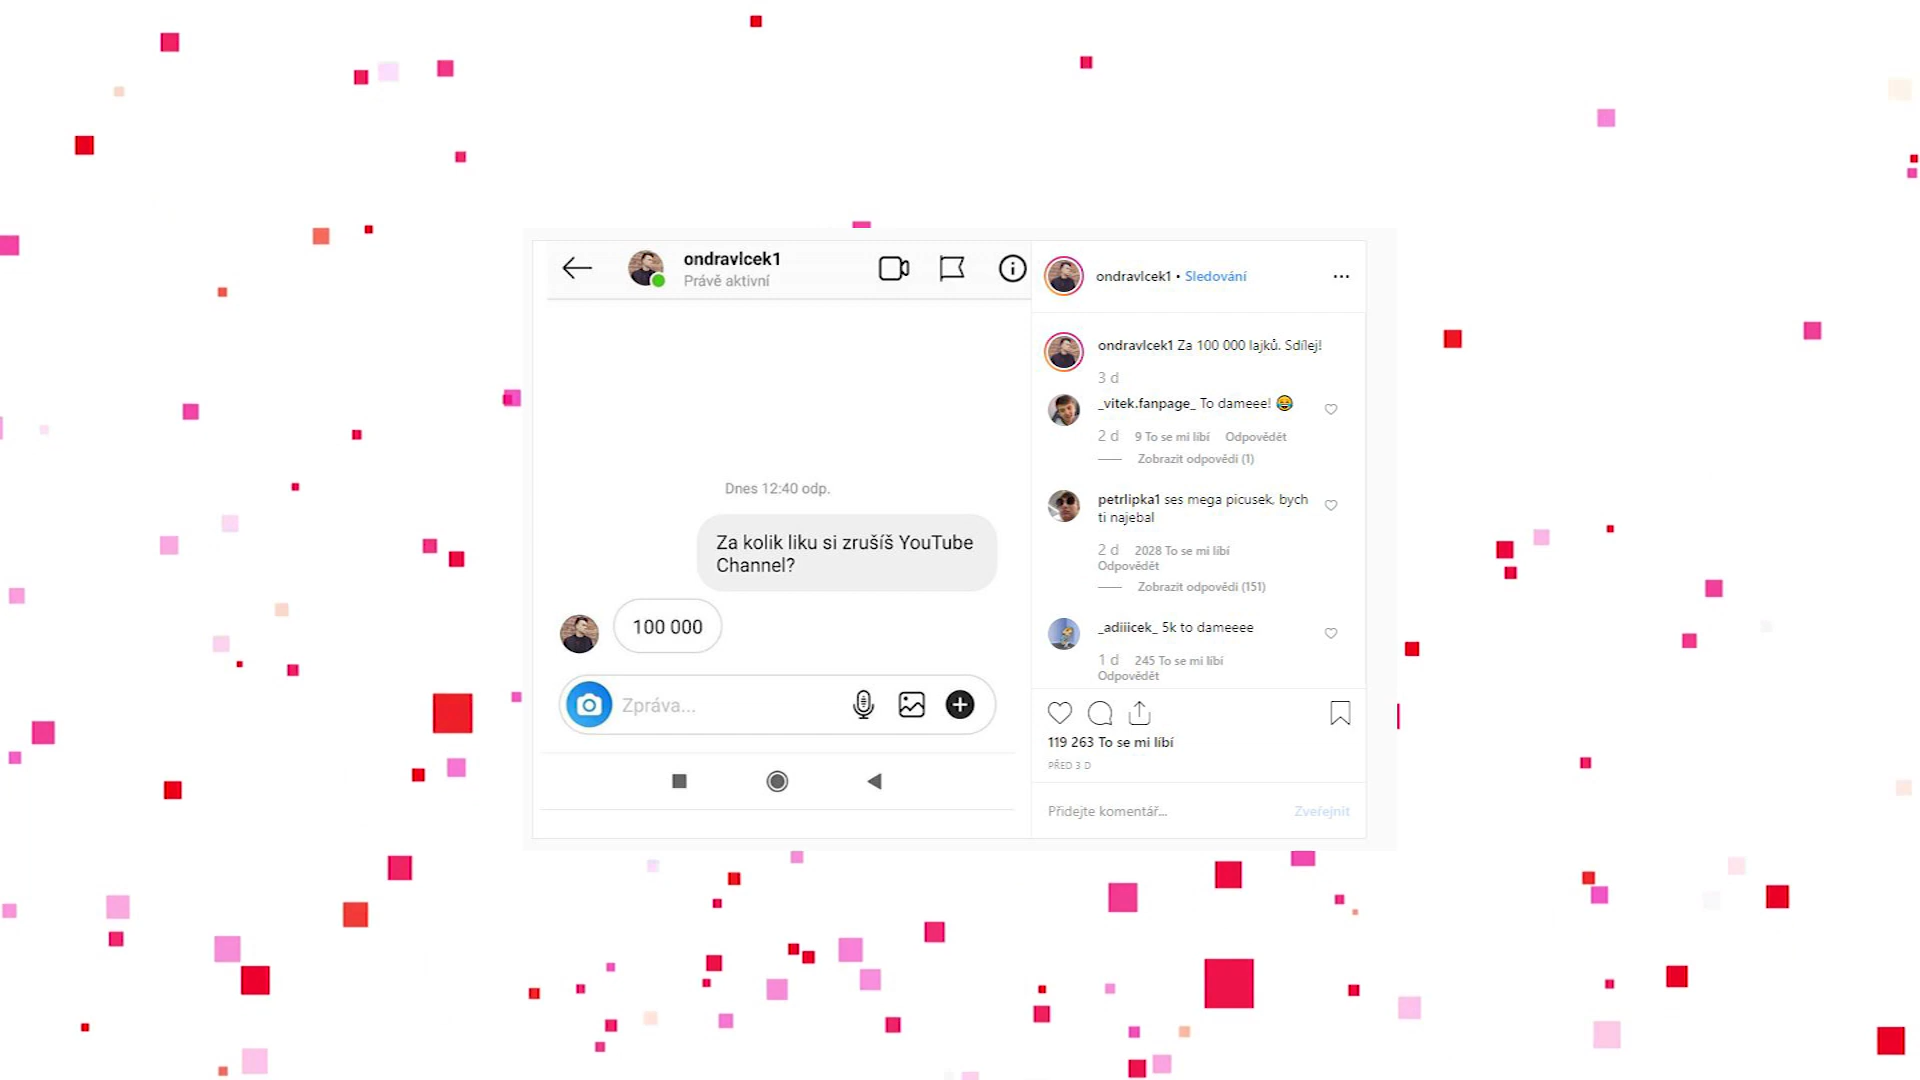 ondravlcek1
Právě aktivní
Dnes 12:40 odp.
Za kolik liku si zrušíš YouTube
Channel?
100 000
Zpráva...
ondravlcek1 • Sledování
ondravlcek1 Za 100 000 lajků. Sdílej!
3 d
_vitek.fanpage_ To dameee! 😂
2 d 9 To se mi líbí Odpovědět
Zobrazit odpovědi (1)
petrlipka1 ses mega picusek, bych
ti najebal
2 d 2028 To se mi líbí
Odpovědět
Zobrazit odpovědi (151)
_adiiicek_ 5k to dameeee
1 d 245 To se mi líbí
Odpovědět
119 263 To se mi líbí
PŘED 3 D
Přidejte komentář...
Zveřejnit